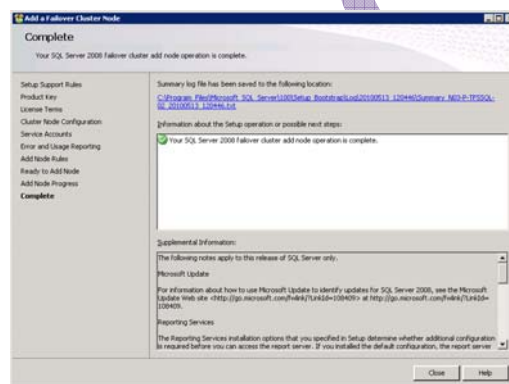 Add a Failover Cluster Node
Complete
Your SQL Server 2008 failover cluster add node operation is complete.
Setup Support Rules
Product Key
License Terms
Cluster Node Configuration
Service Accounts
Error and Usage Reporting
Add Node Rules
Ready to Add Node
Add Node Progress
Complete
Summary log file has been saved to the following location:
C:\Program Files\Microsoft SQL Server\100\Setup Bootstrap\Log\20100513_120446\Summary_N03-P-TFSSQL-
02_20100513_120446.txt
Information about the Setup operation or possible next steps:
Your SQL Server 2008 failover cluster add node operation is complete.
Supplemental Information:
The following notes apply to this release of SQL Server only.
Microsoft Update
For information about how to use Microsoft Update to identify updates for SQL Server 2008, see the Microsoft
Update Web site <http://go.microsoft.com/fwlink/?LinkId=108409> at http://go.microsoft.com/fwlink/?LinkId=
108409.
Reporting Services
The Reporting Services installation options that you specified in Setup determine whether additional configuration
is required before you can access the report server. If you installed the default configuration, the report server
Close
Help